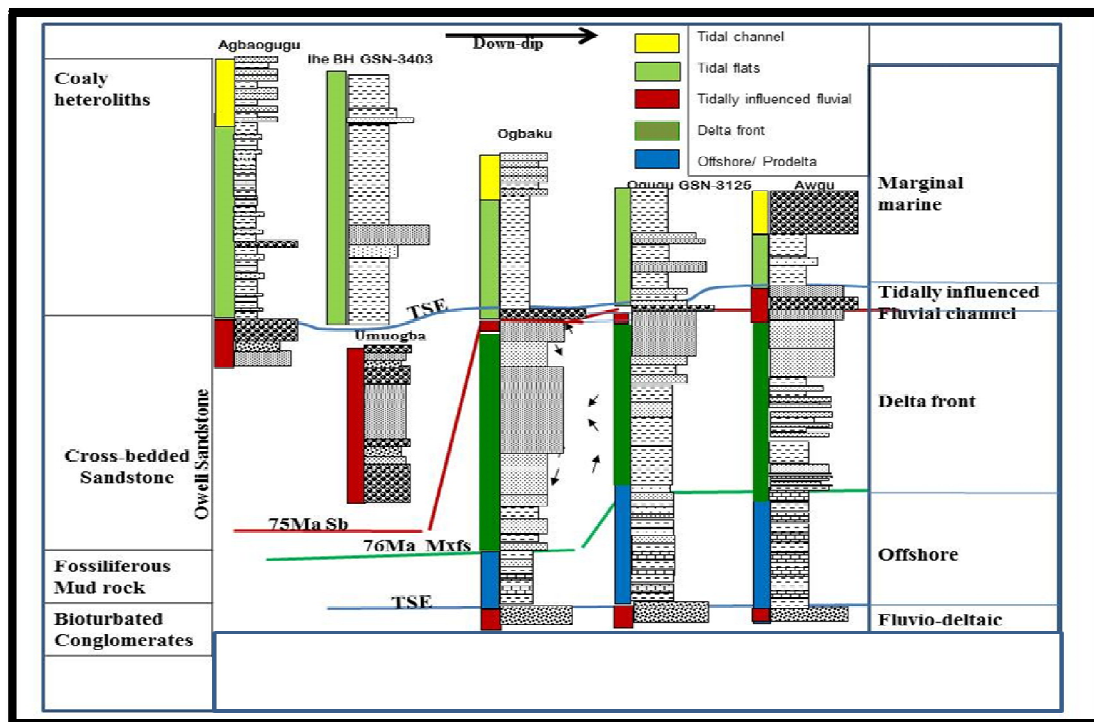 Agbaogugu
Ihe BH GSN-3403
Down-dip
Tidal channel
Tidal flats
Tidally influenced fluvial
Delta front
Offshore/ Prodelta
Coaly
heteroliths
Ogbaku
Ogugu GSN-3125
Awgu
Marginal
marine
TSE
Tidally influenced
Fluvial channel
Umuogba
Owelli Sandstone
Cross-bedded
Sandstone
Delta front
75Ma Sb
76Ma Mxfs
Fossiliferous
Mud rock
Offshore
TSE
Bioturbated
Conglomerates
Fluvio-deltaic